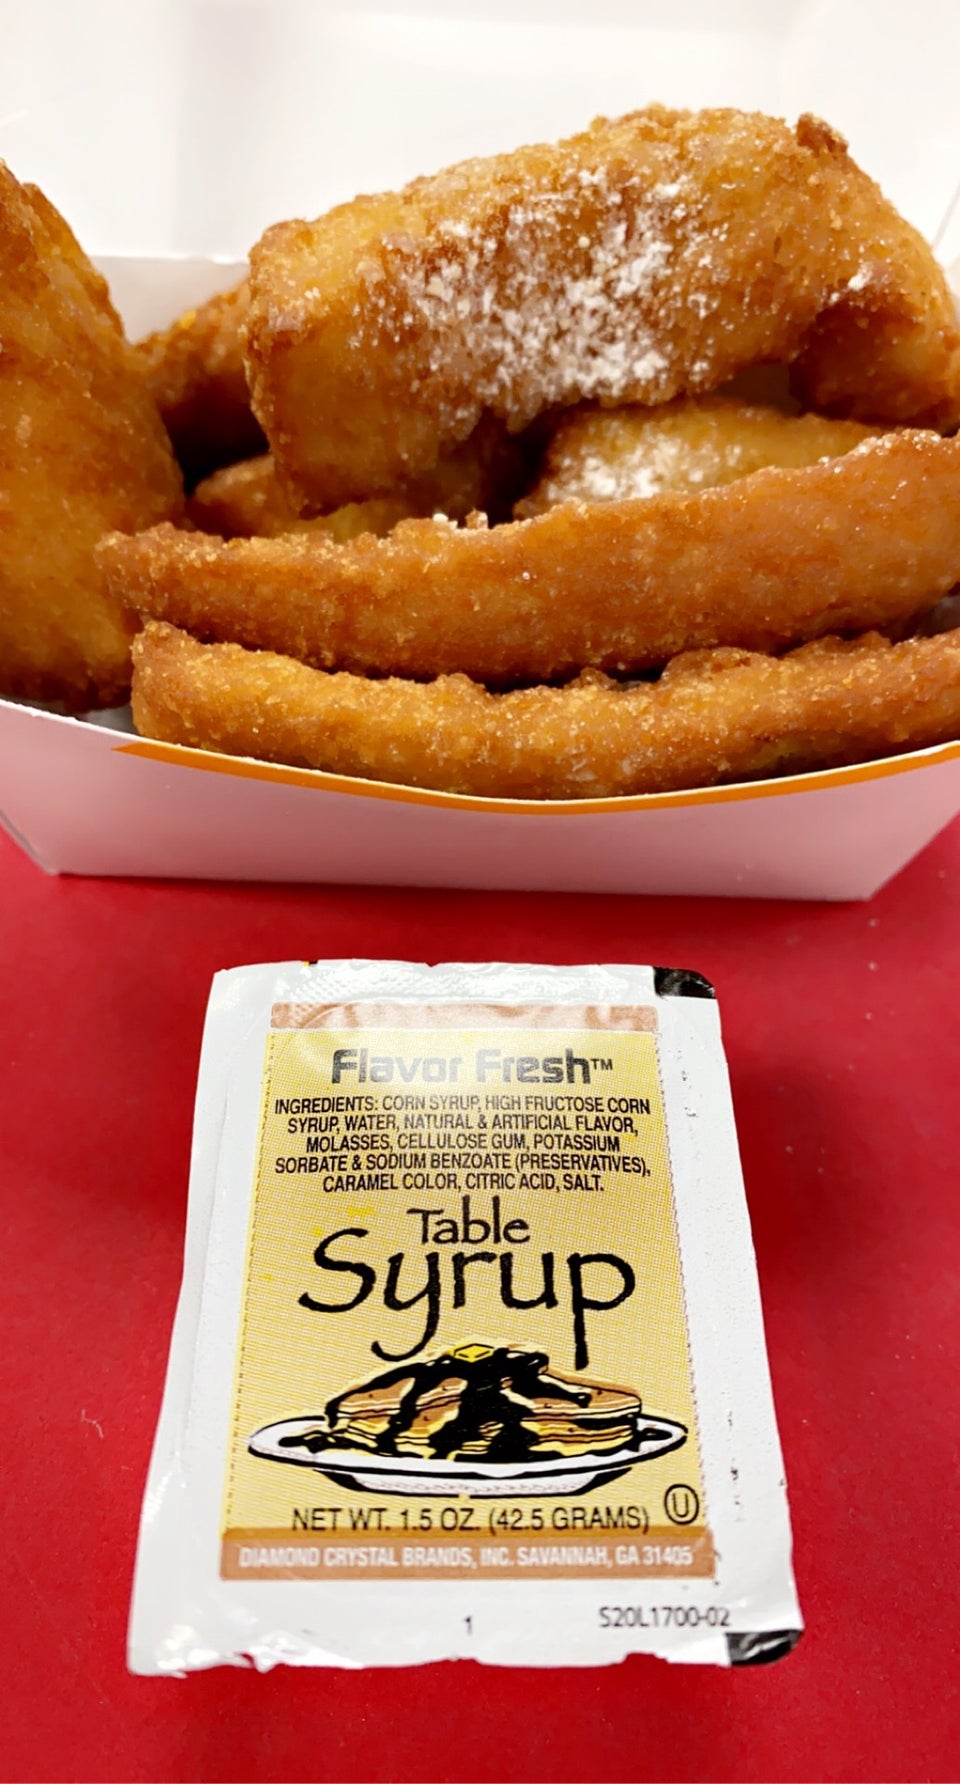 Flavor Fresh™
INGREDIENTS: CORN SYRUP, HIGH FRUCTOSE CORN
SYRUP, WATER, NATURAL & ARTIFICIAL FLAVOR,
MOLASSES, CELLULOSE GUM, POTASSIUM
SORBATE & SODIUM BENZOATE (PRESERVATIVES),
CARAMEL COLOR, CITRIC ACID, SALT.
Table
Syrup
NET WT. 1.5 OZ. (42.5 GRAMS) U
DIAMOND CRYSTAL BRANDS, INC. SAVANNAH, GA 31405
1 S20L1700-02